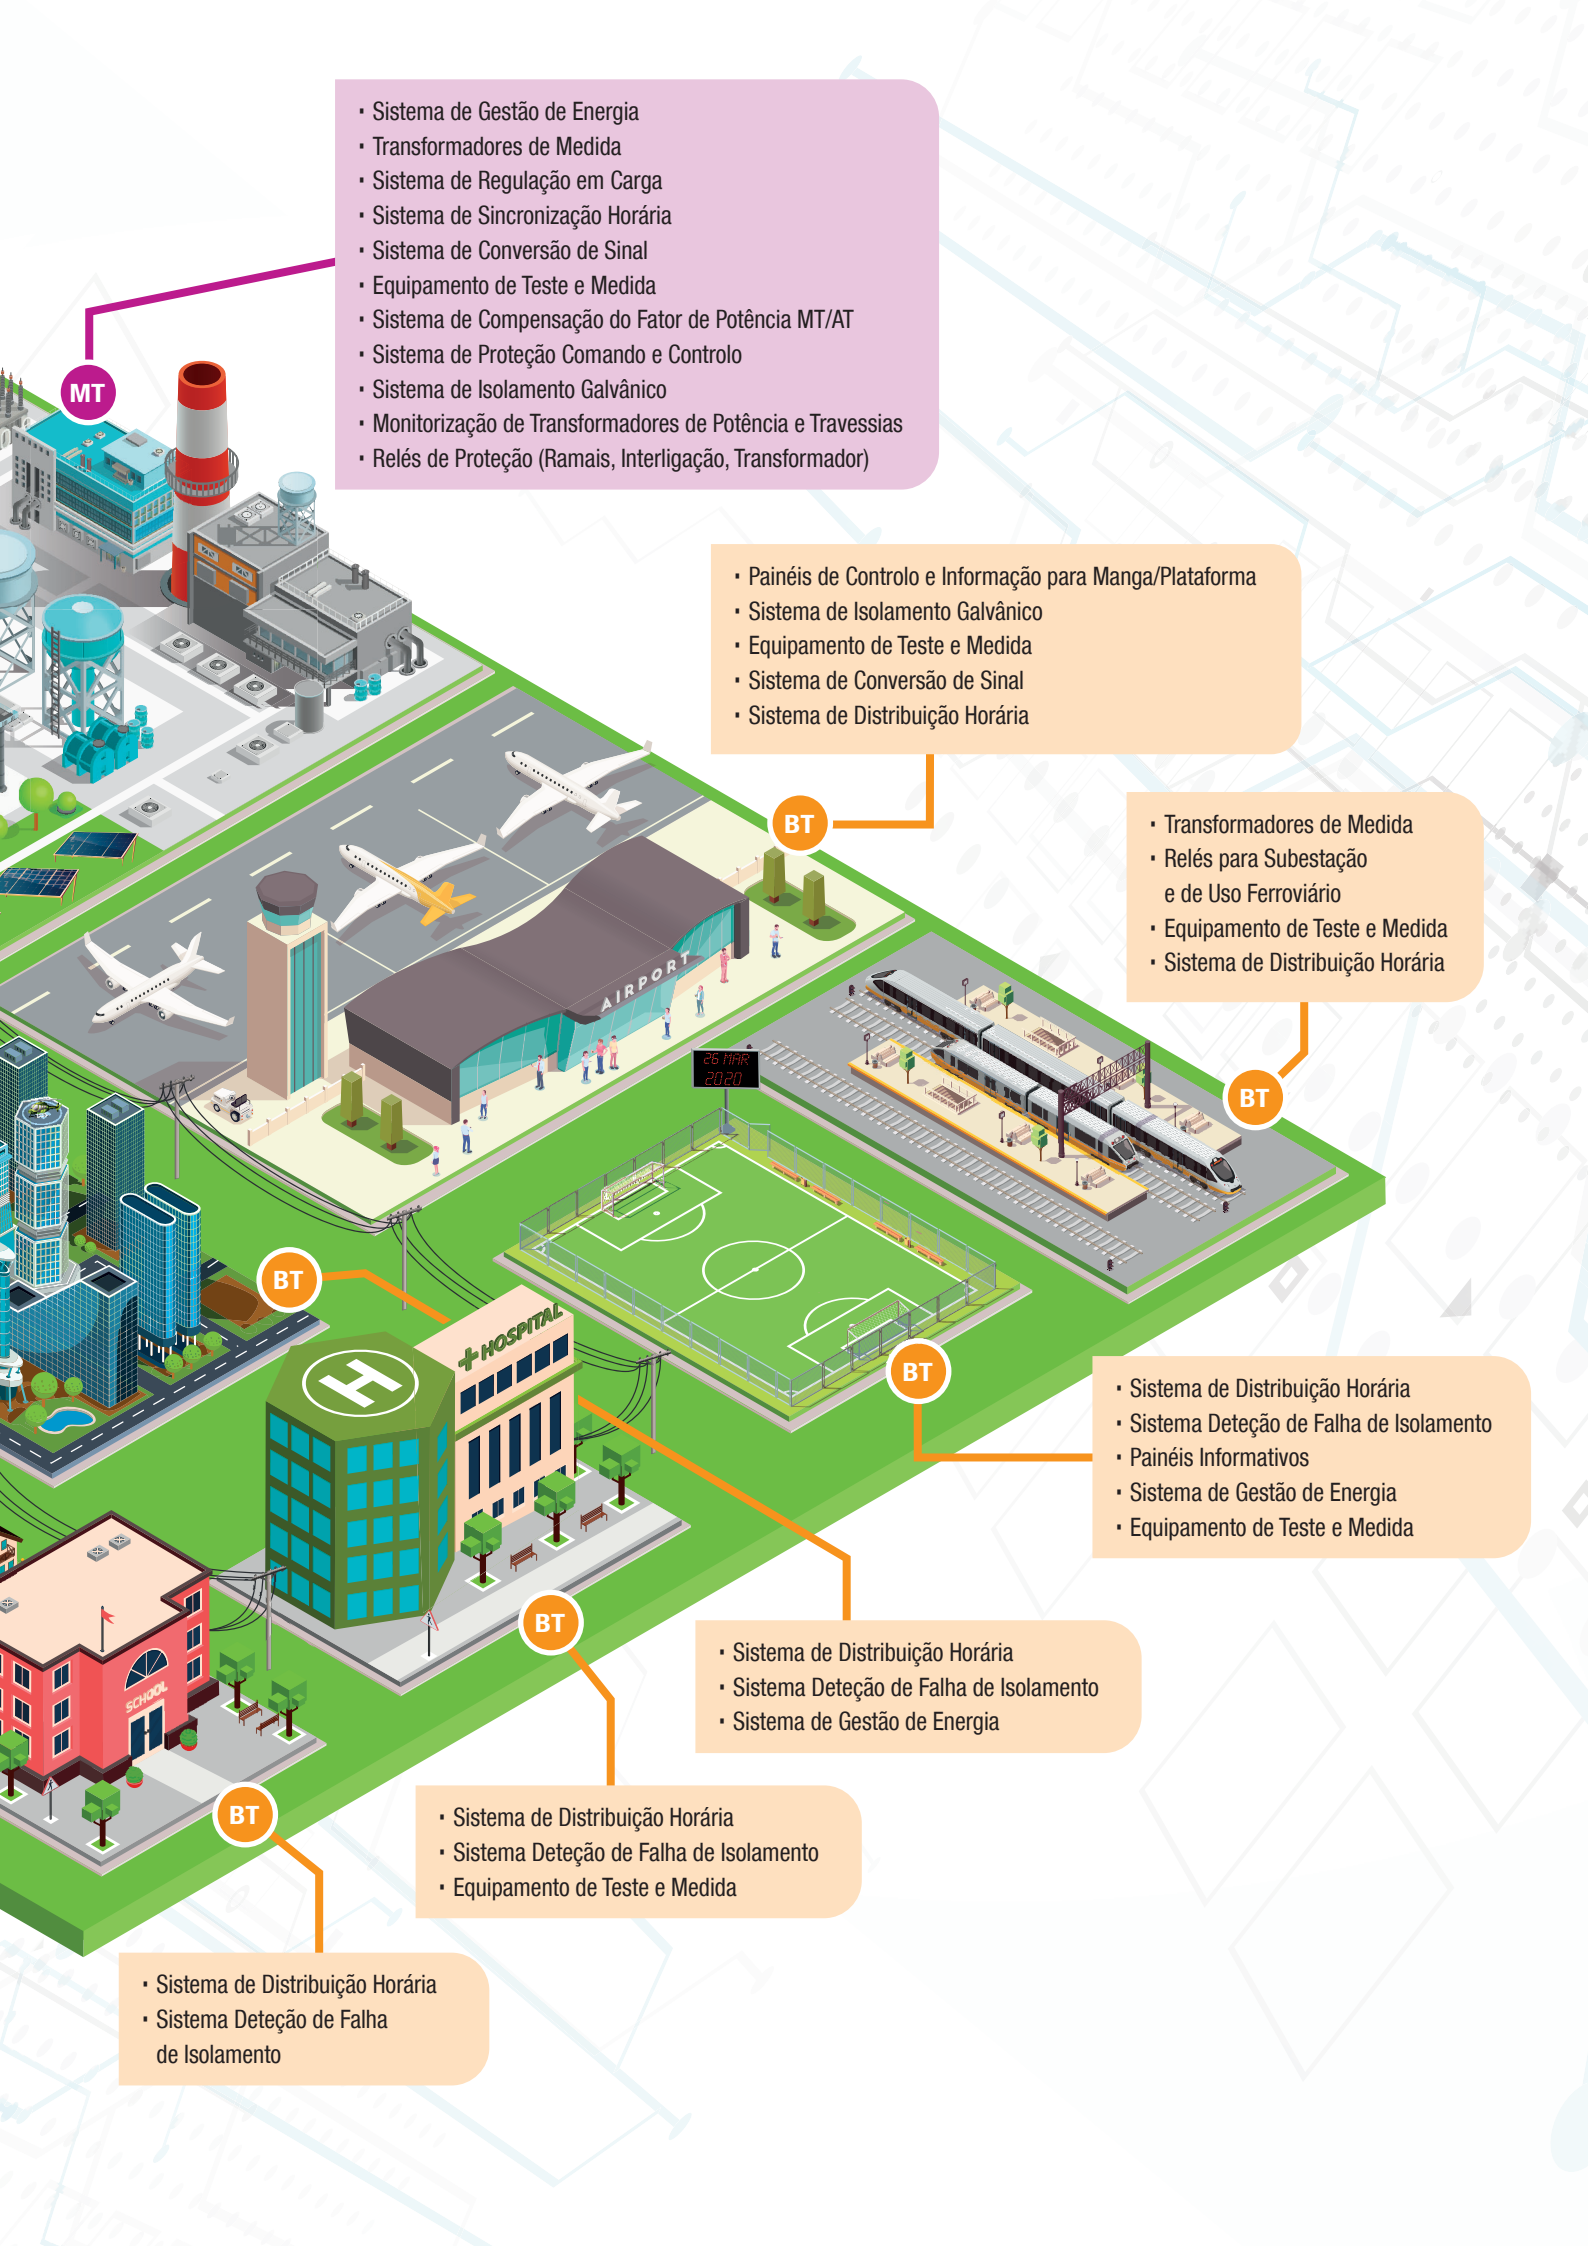 · Sistema de Gestão de Energia
· Transformadores de Medida
· Sistema de Regulação em Carga
· Sistema de Sincronização Horária
· Sistema de Conversão de Sinal
· Equipamento de Teste e Medida
· Sistema de Compensação do Fator de Potência MT/AT
· Sistema de Proteção Comando e Controlo
· Sistema de Isolamento Galvânico
· Monitorização de Transformadores de Potência e Travessias
· Relés de Proteção (Ramais, Interligação, Transformador)
MT
· Painéis de Controlo e Informação para Manga/Plataforma
· Sistema de Isolamento Galvânico
· Equipamento de Teste e Medida
· Sistema de Conversão de Sinal
· Sistema de Distribuição Horária
BT
· Transformadores de Medida
· Relés para Subestação
e de Uso Ferroviário
· Equipamento de Teste e Medida
· Sistema de Distribuição Horária
AIRPORT
26 MAR
2020
BT
BT
HOSPITAL
H
BT
· Sistema de Distribuição Horária
· Sistema Deteção de Falha de Isolamento
· Painéis Informativos
· Sistema de Gestão de Energia
· Equipamento de Teste e Medida
BT
· Sistema de Distribuição Horária
· Sistema Deteção de Falha de Isolamento
· Sistema de Gestão de Energia
SCHOOL
BT
· Sistema de Distribuição Horária
· Sistema Deteção de Falha de Isolamento
· Equipamento de Teste e Medida
· Sistema de Distribuição Horária
· Sistema Deteção de Falha
de Isolamento